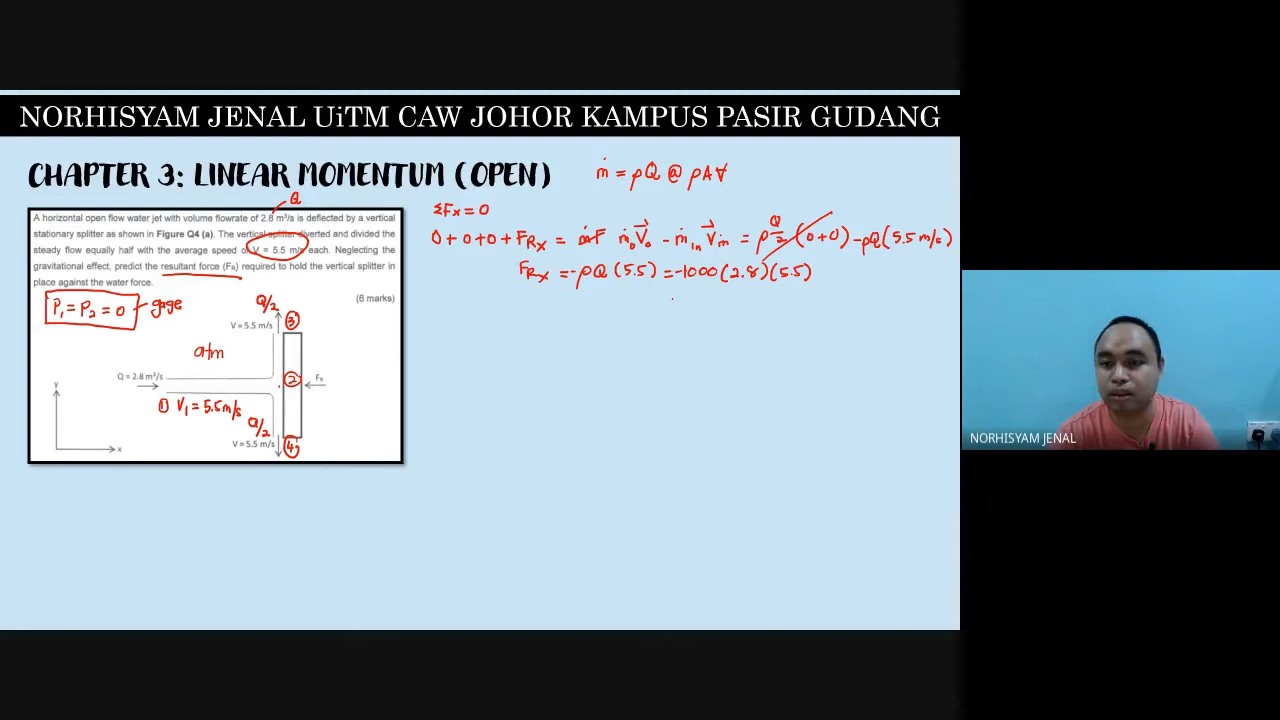 NORHISYAM JENAL UiTM CAW JOHOR KAMPUS PASIR GUDANG
CHAPTER 3: LINEAR MOMENTUM (OPEN)
ṁ = ρQ @ ρAV
Q
A horizontal open flow water jet with volume flowrate of 2.8 m³/s is deflected by a vertical
stationary splitter as shown in Figure Q4 (a). The vertical splitter diverted and divided the
steady flow equally half with the average speed of V = 5.5 m/s each. Neglecting the
gravitational effect, predict the resultant force (FR) required to hold the vertical splitter in
place against the water force.
(6 marks)
P₁ = P₂ = 0 gage
Q/2
3
V = 5.5 m/s
atm
Q = 2.8 m³/s
2
FR
1 V₁ = 5.5 m/s
Q/2
V = 5.5 m/s
4
y
x
ΣFx = 0
0 + 0 + 0 + FRx = ṁF ṁo V⃗o - ṁin V⃗in = ρ Q/2 (0+0) - ρQ(5.5 m/s)
FRx = -ρQ (5.5) = -1000 (2.8)(5.5)
NORHISYAM JENAL